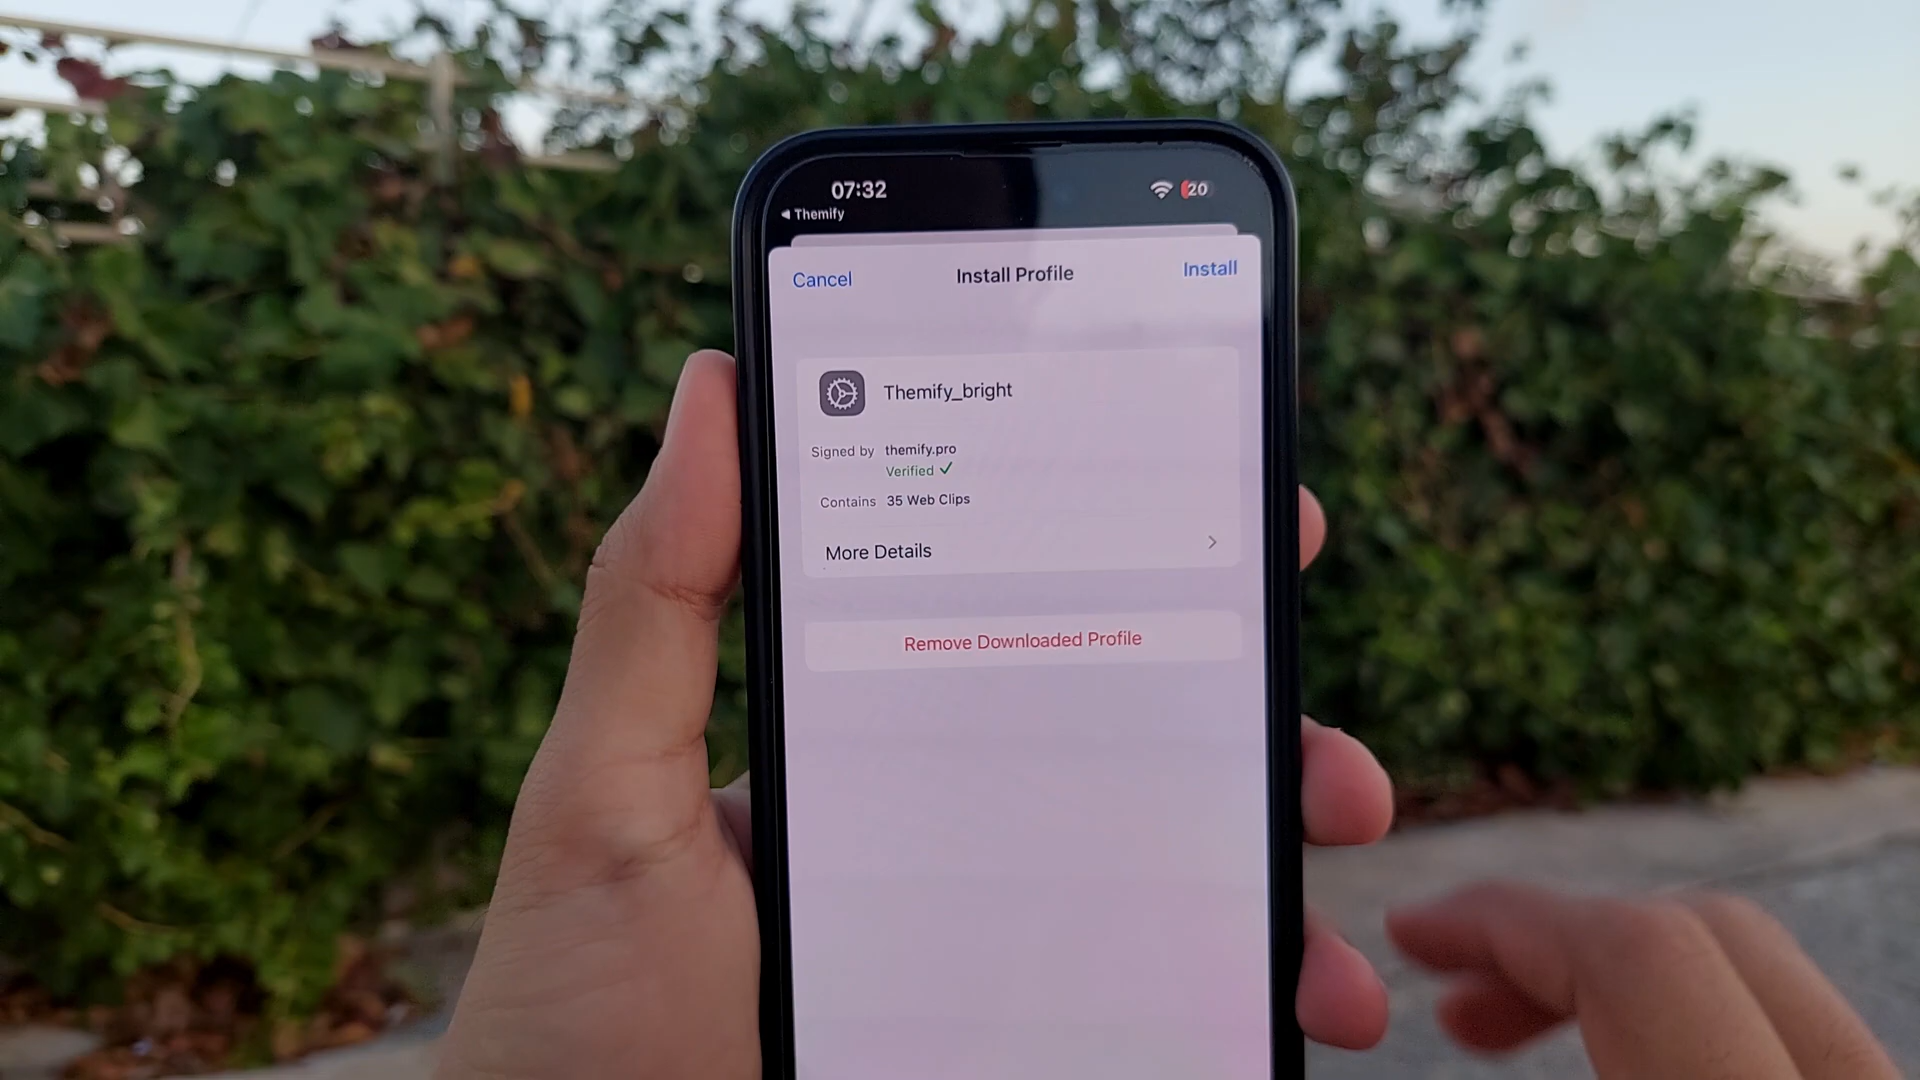 07:32
20
◀ Themify
Cancel
Install Profile
Install
Themify_bright
Signed by themify.pro
Verified ✓
Contains 35 Web Clips
More Details
Remove Downloaded Profile